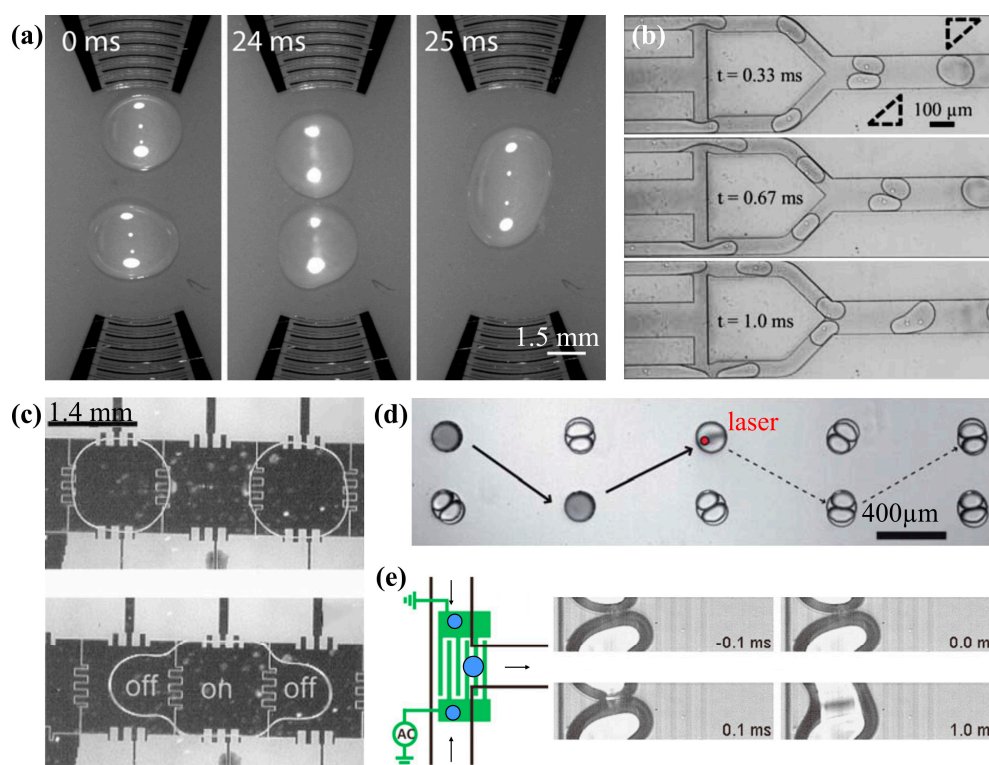 (a)
0 ms
24 ms
25 ms
1.5 mm
(b)
t = 0.33 ms
100 µm
t = 0.67 ms
t = 1.0 ms
(c)
1.4 mm
off
on
off
(d)
laser
400µm
(e)
AC
-0.1 ms
0.0 m
0.1 ms
1.0 m